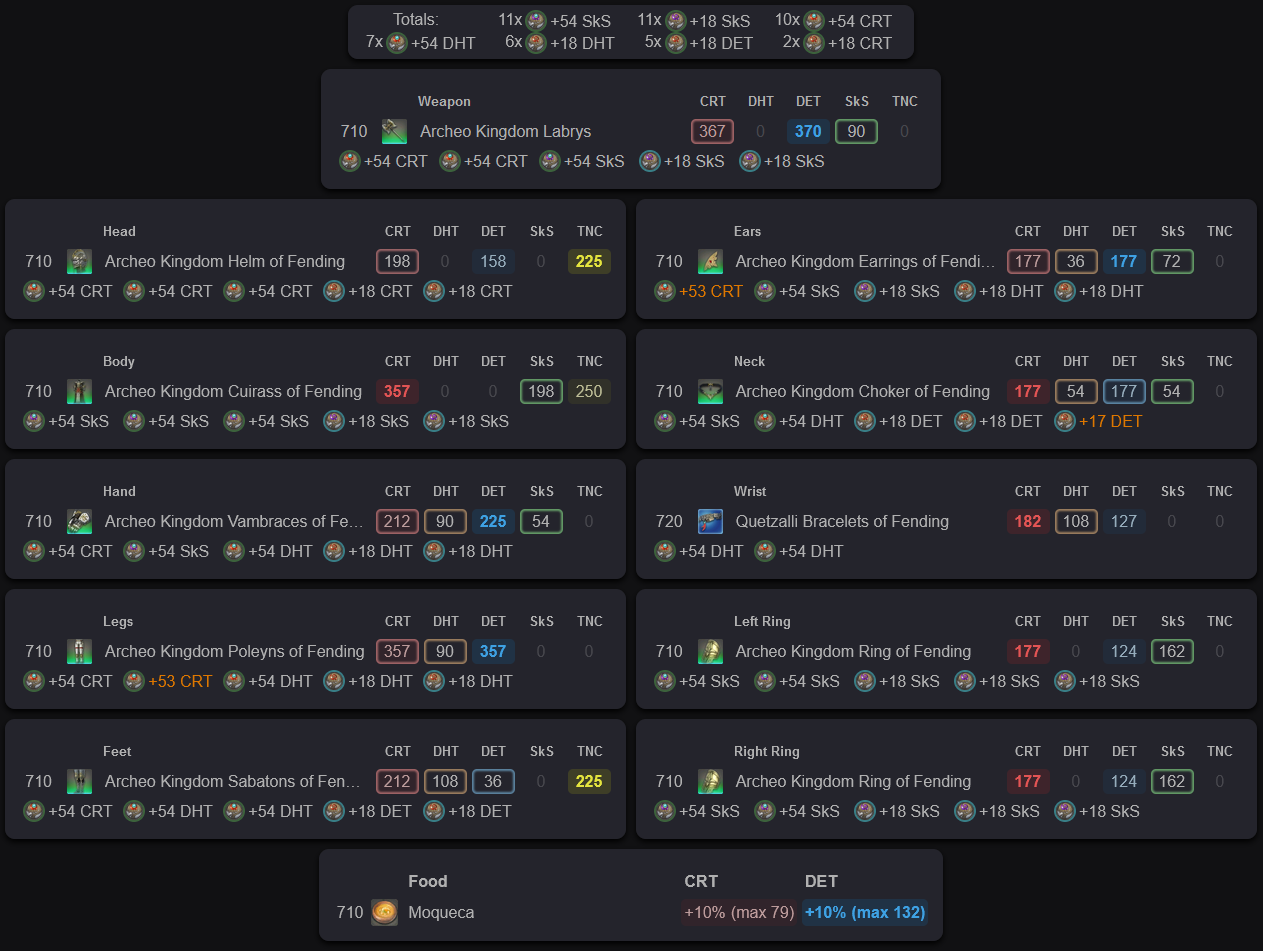 Totals: 11x +54 SkS 11x +18 SkS 10x +54 CRT
7x +54 DHT 6x +18 DHT 5x +18 DET 2x +18 CRT
Weapon CRT DHT DET SkS TNC
710 Archeo Kingdom Labrys 367 0 370 90 0
+54 CRT +54 CRT +54 SkS +18 SkS +18 SkS
Head CRT DHT DET SkS TNC
710 Archeo Kingdom Helm of Fending 198 0 158 0 225
+54 CRT +54 CRT +54 CRT +18 CRT +18 CRT
Ears CRT DHT DET SkS TNC
710 Archeo Kingdom Earrings of Fendi... 177 36 177 72 0
+53 CRT +54 SkS +18 SkS +18 DHT +18 DHT
Body CRT DHT DET SkS TNC
710 Archeo Kingdom Cuirass of Fending 357 0 0 198 250
+54 SkS +54 SkS +54 SkS +18 SkS +18 SkS
Neck CRT DHT DET SkS TNC
710 Archeo Kingdom Choker of Fending 177 54 177 54 0
+54 SkS +54 DHT +18 DET +18 DET +17 DET
Hand CRT DHT DET SkS TNC
710 Archeo Kingdom Vambraces of Fe... 212 90 225 54 0
+54 CRT +54 SkS +54 DHT +18 DHT +18 DHT
Wrist CRT DHT DET SkS TNC
720 Quetzalli Bracelets of Fending 182 108 127 0 0
+54 DHT +54 DHT
Legs CRT DHT DET SkS TNC
710 Archeo Kingdom Poleyns of Fending 357 90 357 0 0
+54 CRT +53 CRT +54 DHT +18 DHT +18 DHT
Left Ring CRT DHT DET SkS TNC
710 Archeo Kingdom Ring of Fending 177 0 124 162 0
+54 SkS +54 SkS +18 SkS +18 SkS +18 SkS
Feet CRT DHT DET SkS TNC
710 Archeo Kingdom Sabatons of Fen... 212 108 36 0 225
+54 CRT +54 DHT +54 DHT +18 DET +18 DET
Right Ring CRT DHT DET SkS TNC
710 Archeo Kingdom Ring of Fending 177 0 124 162 0
+54 SkS +54 SkS +18 SkS +18 SkS +18 SkS
Food CRT DET
710 Moqueca +10% (max 79) +10% (max 132)